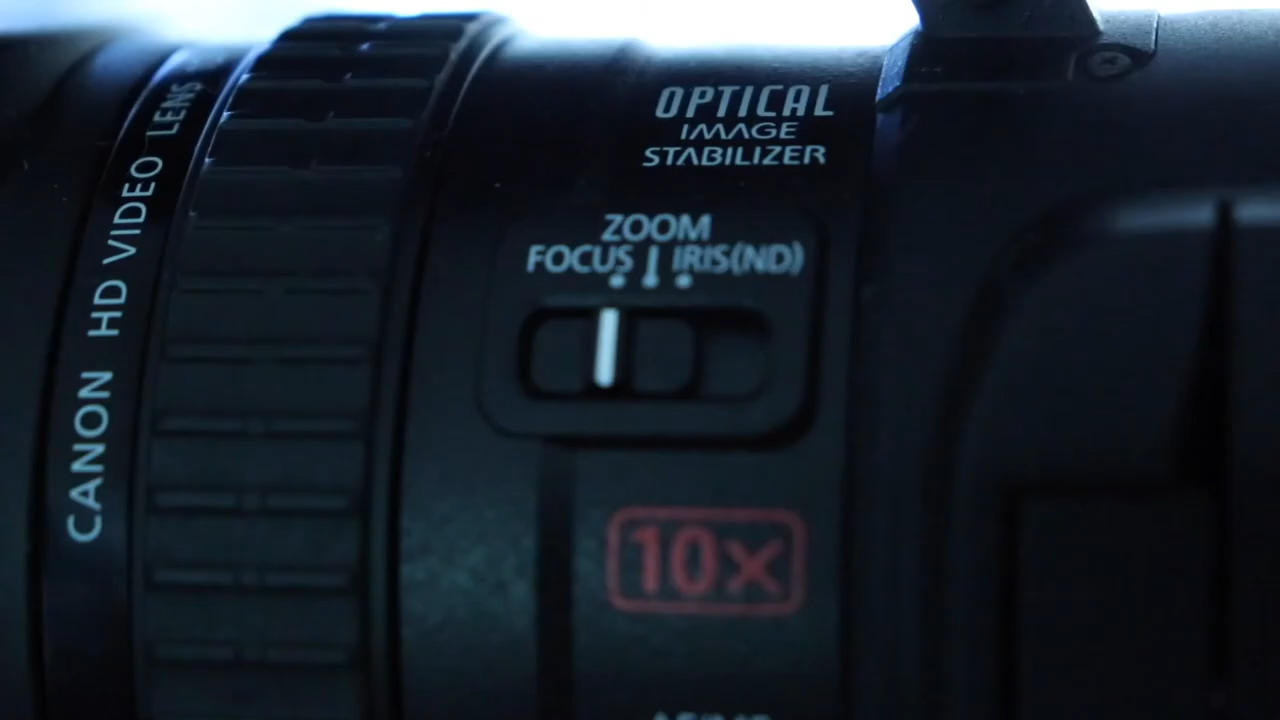 CANON HD VIDEO LENS
OPTICAL
IMAGE
STABILIZER
ZOOM
FOCUS IRIS(ND)
10x